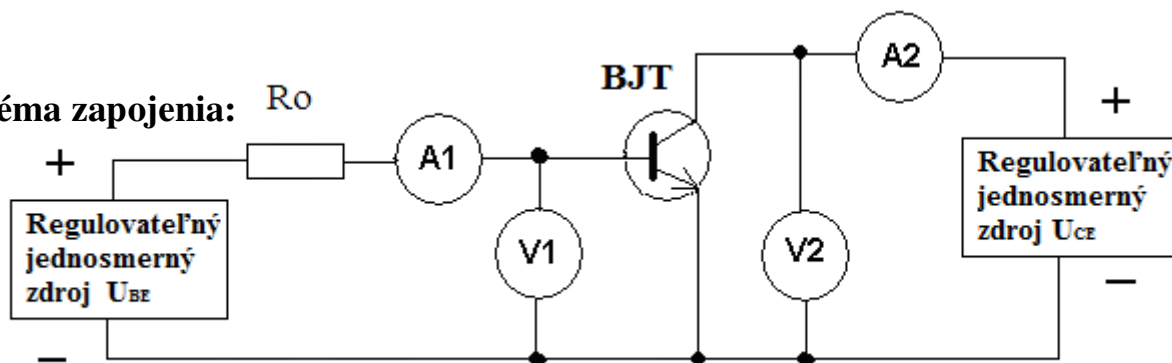 éma zapojenia:
Ro
BJT
A2
A1
V1
V2
+
Regulovateľný
jednosmerný
zdroj UBE
−
+
Regulovateľný
jednosmerný
zdroj UCE
−